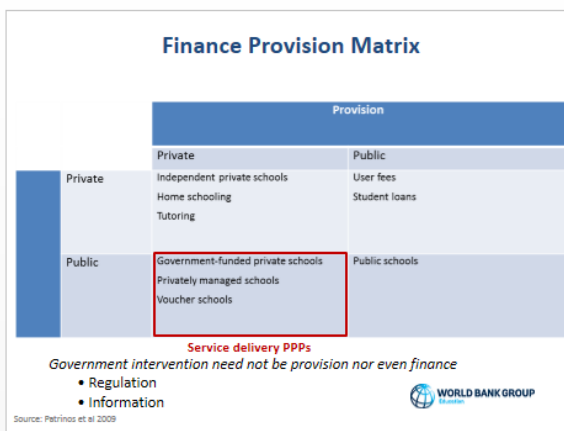 Finance Provision Matrix
Provision
Private Public
Private Independent private schools User fees
Home schooling Student loans
Tutoring
Public Government-funded private schools Public schools
Privately managed schools
Voucher schools
Service delivery PPPs
Government intervention need not be provision nor even finance
• Regulation
• Information
WORLD BANK GROUP
Education
Source: Patrinos et al 2009